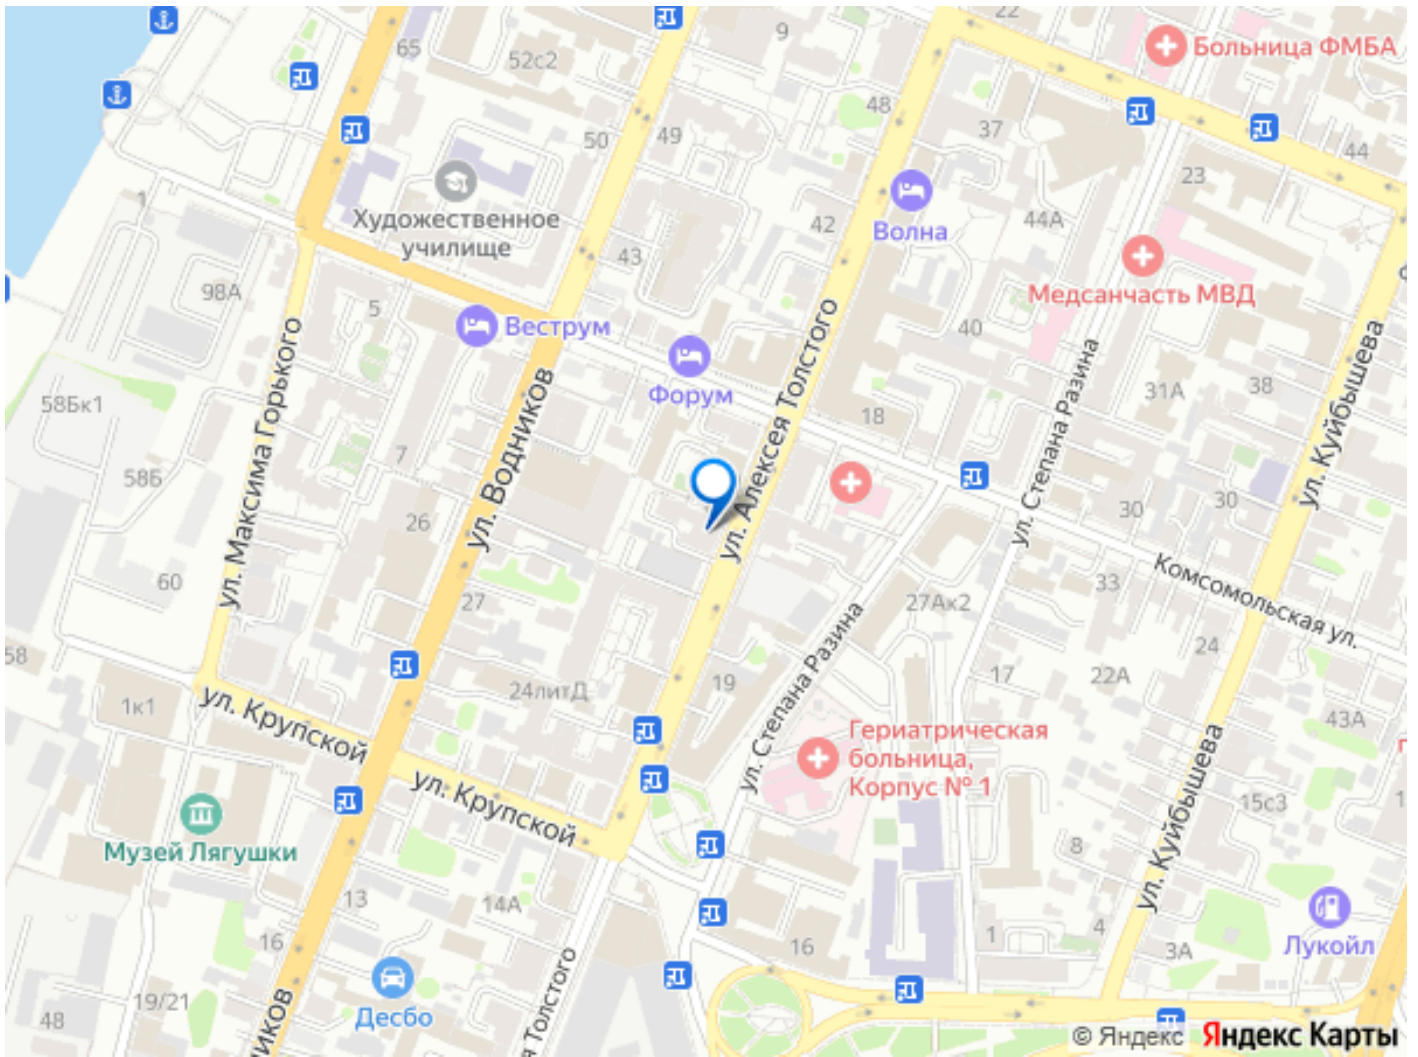 22
9
Больница ФМБА
65
52с2
48
37
44
50
49
23
1
Художественное
училище
Волна
42
44А
43
Медсанчасть МВД
98А
5
Веструм
40
ул. Максима Горького
ул. Водников
Форум
ул. Алексея Толстого
ул. Степана Разина
ул. Куйбышева
58Бк1
18
31А
38
7
58Б
26
30
30
60
27
27Ак2
33
Комсомольская ул.
58
24
1к1
24литД
19
17
22А
ул. Крупской
ул. Степана Разина
43А
Гериатрическая
больница,
Корпус № 1
ул. Куйбышева
ул. Крупской
15с3
1
Музей Лягушки
8
13
14А
16
16
1
4
3А
Лукойл
19/21
48
Десбо
ников
я Толстого
© Яндекс Яндекс Карты